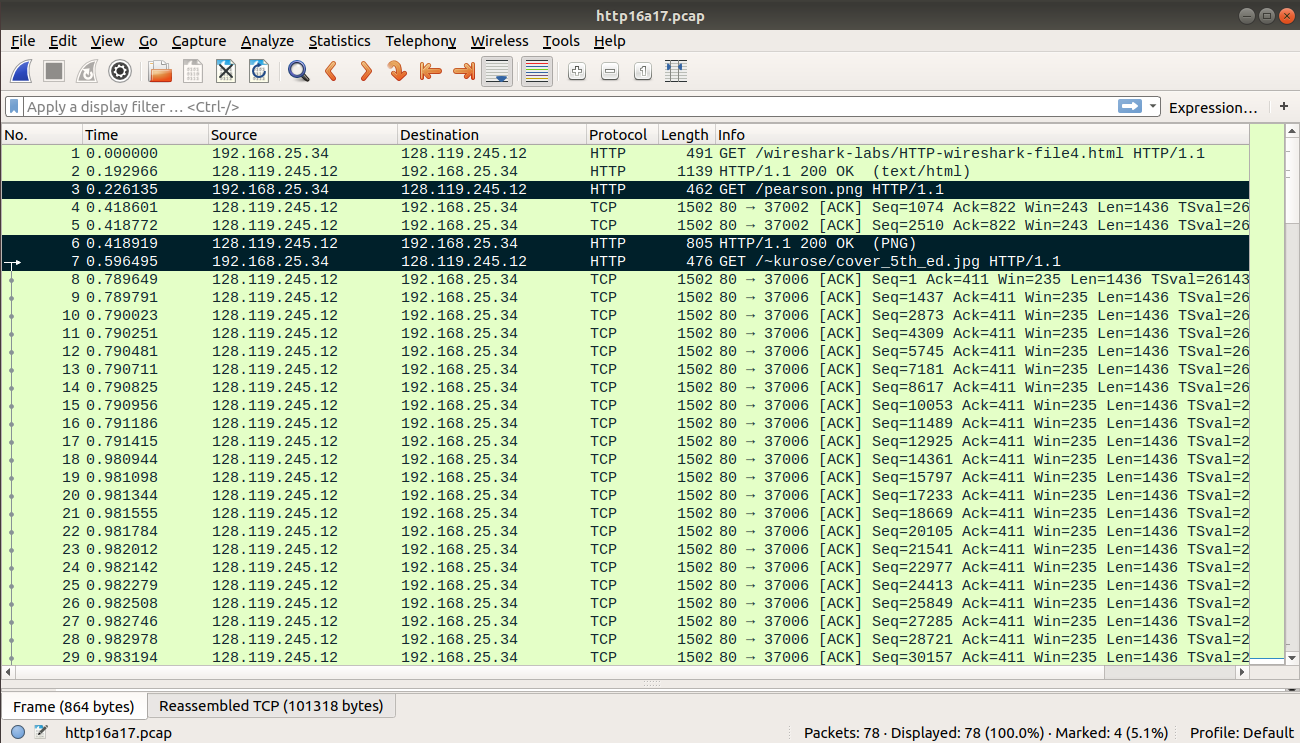 http16a17.pcap
File Edit View Go Capture Analyze Statistics Telephony Wireless Tools Help
Apply a display filter … <Ctrl-/> Expression… +
No. Time Source Destination Protocol Length Info
1 0.000000 192.168.25.34 128.119.245.12 HTTP 491 GET /wireshark-labs/HTTP-wireshark-file4.html HTTP/1.1
2 0.192966 128.119.245.12 192.168.25.34 HTTP 1139 HTTP/1.1 200 OK (text/html)
3 0.226135 192.168.25.34 128.119.245.12 HTTP 462 GET /pearson.png HTTP/1.1
4 0.418601 128.119.245.12 192.168.25.34 TCP 1502 80 → 37002 [ACK] Seq=1074 Ack=822 Win=243 Len=1436 TSval=26
5 0.418772 128.119.245.12 192.168.25.34 TCP 1502 80 → 37002 [ACK] Seq=2510 Ack=822 Win=243 Len=1436 TSval=26
6 0.418919 128.119.245.12 192.168.25.34 HTTP 805 HTTP/1.1 200 OK (PNG)
7 0.596495 192.168.25.34 128.119.245.12 HTTP 476 GET /~kurose/cover_5th_ed.jpg HTTP/1.1
8 0.789649 128.119.245.12 192.168.25.34 TCP 1502 80 → 37006 [ACK] Seq=1 Ack=411 Win=235 Len=1436 TSval=26143
9 0.789791 128.119.245.12 192.168.25.34 TCP 1502 80 → 37006 [ACK] Seq=1437 Ack=411 Win=235 Len=1436 TSval=26
10 0.790023 128.119.245.12 192.168.25.34 TCP 1502 80 → 37006 [ACK] Seq=2873 Ack=411 Win=235 Len=1436 TSval=26
11 0.790251 128.119.245.12 192.168.25.34 TCP 1502 80 → 37006 [ACK] Seq=4309 Ack=411 Win=235 Len=1436 TSval=26
12 0.790481 128.119.245.12 192.168.25.34 TCP 1502 80 → 37006 [ACK] Seq=5745 Ack=411 Win=235 Len=1436 TSval=26
13 0.790711 128.119.245.12 192.168.25.34 TCP 1502 80 → 37006 [ACK] Seq=7181 Ack=411 Win=235 Len=1436 TSval=26
14 0.790825 128.119.245.12 192.168.25.34 TCP 1502 80 → 37006 [ACK] Seq=8617 Ack=411 Win=235 Len=1436 TSval=26
15 0.790956 128.119.245.12 192.168.25.34 TCP 1502 80 → 37006 [ACK] Seq=10053 Ack=411 Win=235 Len=1436 TSval=2
16 0.791186 128.119.245.12 192.168.25.34 TCP 1502 80 → 37006 [ACK] Seq=11489 Ack=411 Win=235 Len=1436 TSval=2
17 0.791415 128.119.245.12 192.168.25.34 TCP 1502 80 → 37006 [ACK] Seq=12925 Ack=411 Win=235 Len=1436 TSval=2
18 0.980944 128.119.245.12 192.168.25.34 TCP 1502 80 → 37006 [ACK] Seq=14361 Ack=411 Win=235 Len=1436 TSval=2
19 0.981098 128.119.245.12 192.168.25.34 TCP 1502 80 → 37006 [ACK] Seq=15797 Ack=411 Win=235 Len=1436 TSval=2
20 0.981344 128.119.245.12 192.168.25.34 TCP 1502 80 → 37006 [ACK] Seq=17233 Ack=411 Win=235 Len=1436 TSval=2
21 0.981555 128.119.245.12 192.168.25.34 TCP 1502 80 → 37006 [ACK] Seq=18669 Ack=411 Win=235 Len=1436 TSval=2
22 0.981784 128.119.245.12 192.168.25.34 TCP 1502 80 → 37006 [ACK] Seq=20105 Ack=411 Win=235 Len=1436 TSval=2
23 0.982012 128.119.245.12 192.168.25.34 TCP 1502 80 → 37006 [ACK] Seq=21541 Ack=411 Win=235 Len=1436 TSval=2
24 0.982142 128.119.245.12 192.168.25.34 TCP 1502 80 → 37006 [ACK] Seq=22977 Ack=411 Win=235 Len=1436 TSval=2
25 0.982279 128.119.245.12 192.168.25.34 TCP 1502 80 → 37006 [ACK] Seq=24413 Ack=411 Win=235 Len=1436 TSval=2
26 0.982508 128.119.245.12 192.168.25.34 TCP 1502 80 → 37006 [ACK] Seq=25849 Ack=411 Win=235 Len=1436 TSval=2
27 0.982746 128.119.245.12 192.168.25.34 TCP 1502 80 → 37006 [ACK] Seq=27285 Ack=411 Win=235 Len=1436 TSval=2
28 0.982978 128.119.245.12 192.168.25.34 TCP 1502 80 → 37006 [ACK] Seq=28721 Ack=411 Win=235 Len=1436 TSval=2
29 0.983194 128.119.245.12 192.168.25.34 TCP 1502 80 → 37006 [ACK] Seq=30157 Ack=411 Win=235 Len=1436 TSval=2
Frame (864 bytes) Reassembled TCP (101318 bytes)
http16a17.pcap Packets: 78 · Displayed: 78 (100.0%) · Marked: 4 (5.1%) Profile: Default